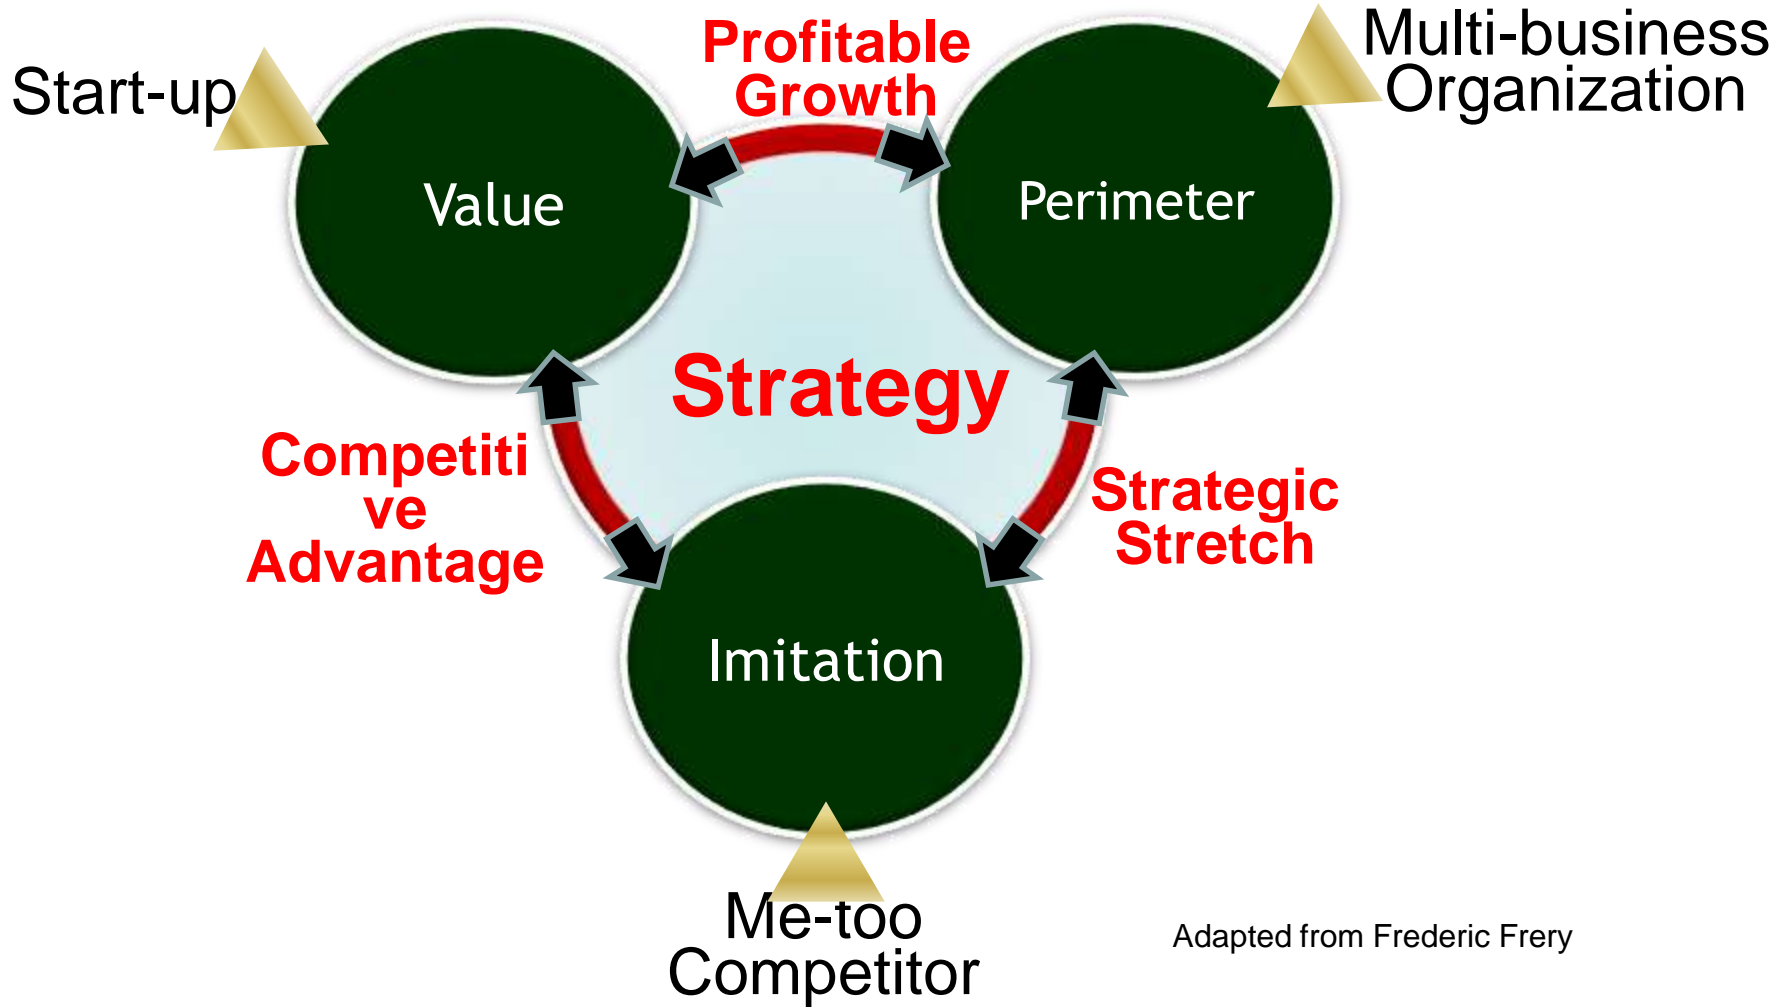 Start-up
Profitable
Growth
Multi-business
Organization
Value
Perimeter
Strategy
Competiti
ve
Advantage
Strategic
Stretch
Imitation
Me-too
Competitor
Adapted from Frederic Frery